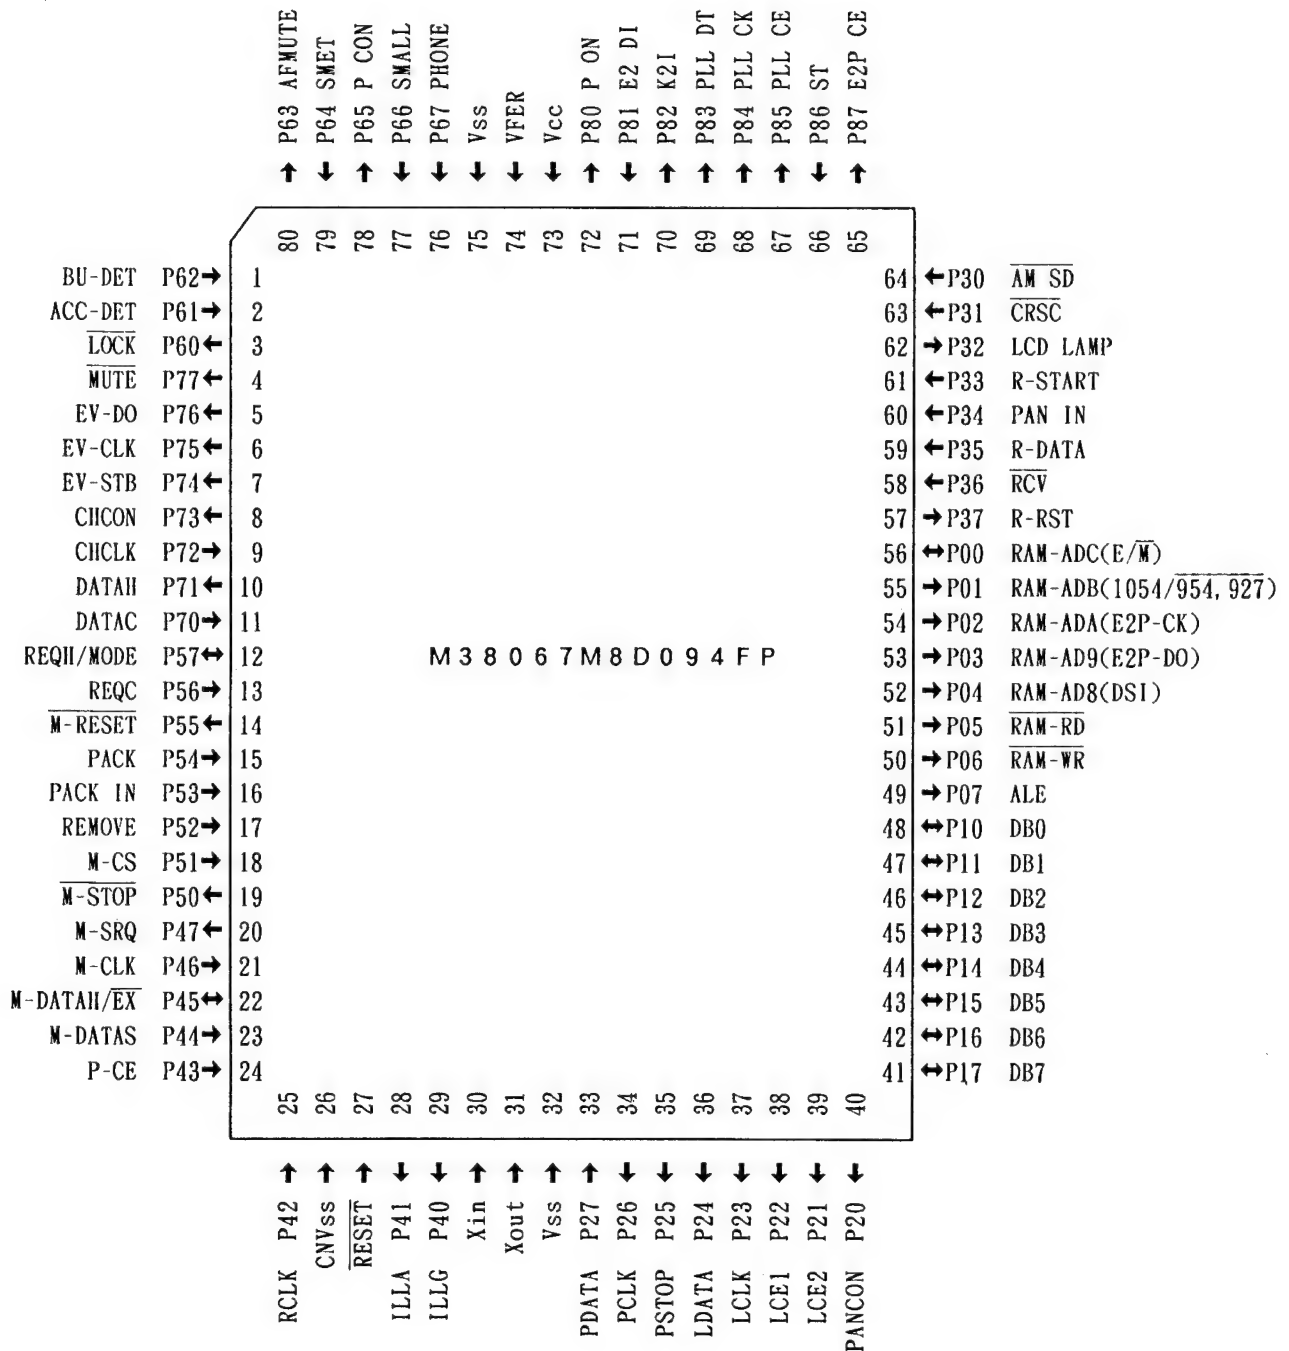 P63 AFMUTE
P64 SMET
P65 P CON
P66 SMALL
P67 PHONE
Vss
VFER
Vcc
P80 P ON
P81 E2 DI
P82 K2I
P83 PLL DT
P84 PLL CK
P85 PLL CE
P86 ST
P87 E2P CE
80 79 78 77 76 75 74 73 72 71 70 69 68 67 66 65
BU-DET P62→ 1
ACC-DET P61→ 2
LOCK P60← 3
MUTE P77← 4
EV-DO P76← 5
EV-CLK P75← 6
EV-STB P74← 7
CHCON P73← 8
CHCLK P72→ 9
DATAH P71← 10
DATAC P70→ 11
REQH/MODE P57↔ 12
REQC P56→ 13
M-RESET P55← 14
PACK P54→ 15
PACK IN P53→ 16
REMOVE P52→ 17
M-CS P51→ 18
M-STOP P50← 19
M-SRQ P47← 20
M-CLK P46→ 21
M-DATAH/EX P45↔ 22
M-DATAS P44→ 23
P-CE P43→ 24
M38067M8D094FP
64 ←P30 AM SD
63 ←P31 CRSC
62 →P32 LCD LAMP
61 ←P33 R-START
60 ←P34 PAN IN
59 ←P35 R-DATA
58 ←P36 RCV
57 →P37 R-RST
56 ↔P00 RAM-ADC(E/M)
55 →P01 RAM-ADB(1054/954,927)
54 →P02 RAM-ADA(E2P-CK)
53 →P03 RAM-AD9(E2P-DO)
52 →P04 RAM-AD8(DSI)
51 →P05 RAM-RD
50 →P06 RAM-WR
49 →P07 ALE
48 ↔P10 DB0
47 ↔P11 DB1
46 ↔P12 DB2
45 ↔P13 DB3
44 ↔P14 DB4
43 ↔P15 DB5
42 ↔P16 DB6
41 ↔P17 DB7
25 26 27 28 29 30 31 32 33 34 35 36 37 38 39 40
RCLK P42
CNVss
RESET
ILLA P41
ILLG P40
Xin
Xout
Vss
PDATA P27
PCLK P26
PSTOP P25
LDATA P24
LCLK P23
LCE1 P22
LCE2 P21
PANCON P20